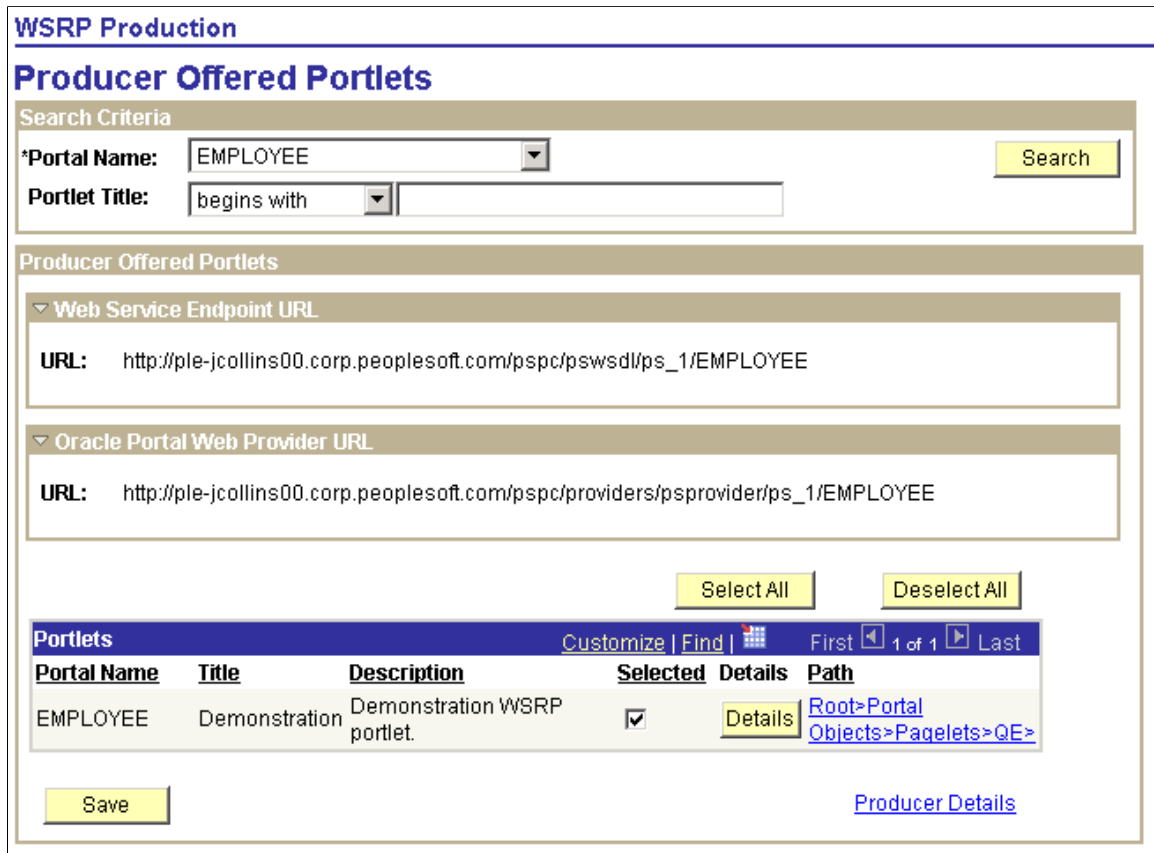 WSRP Production
Producer Offered Portlets
Search Criteria
*Portal Name: EMPLOYEE Search
Portlet Title: begins with
Producer Offered Portlets
Web Service Endpoint URL
URL: http://ple-jcollins00.corp.peoplesoft.com/pspc/pswsdl/ps_1/EMPLOYEE
Oracle Portal Web Provider URL
URL: http://ple-jcollins00.corp.peoplesoft.com/pspc/providers/psprovider/ps_1/EMPLOYEE
Select All Deselect All
Portlets Customize | Find | First 1 of 1 Last
Portal Name Title Description Selected Details Path
EMPLOYEE Demonstration Demonstration WSRP portlet. Details Root>Portal Objects>Pagelets>QE>
Save Producer Details